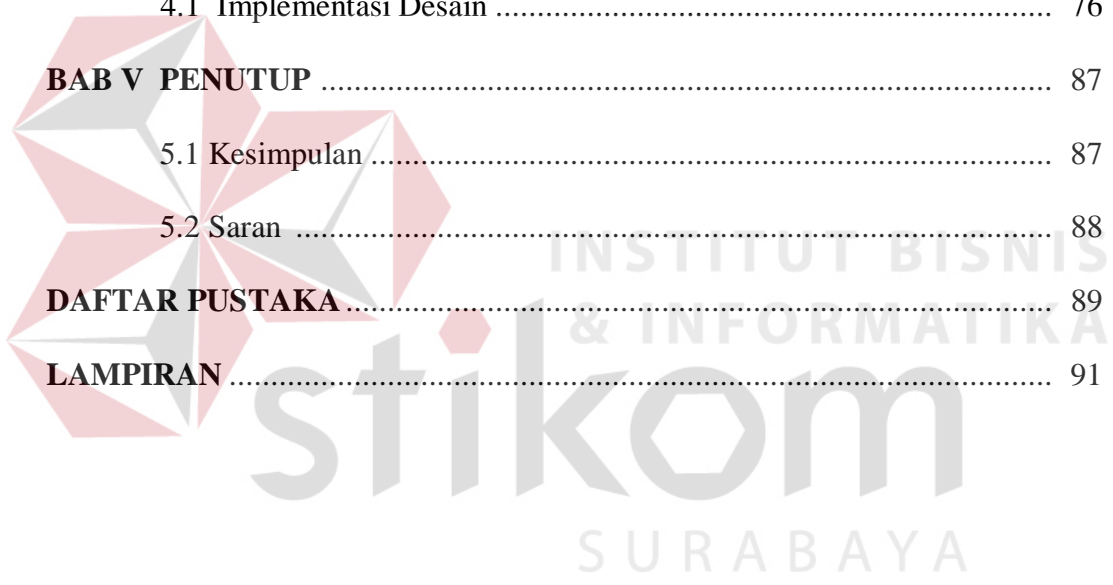 4.1 Implementasi Desain ........................................................................... 76
BAB V PENUTUP ................................................................................................... 87
5.1 Kesimpulan ............................................................................................ 87
5.2 Saran ...................................................................................................... 88
INSTITUT BISNIS
DAFTAR PUSTAKA ............................................................................................... 89
& INFORMATIKA
LAMPIRAN ............................................................................................................... 91
stikom
SURABAYA